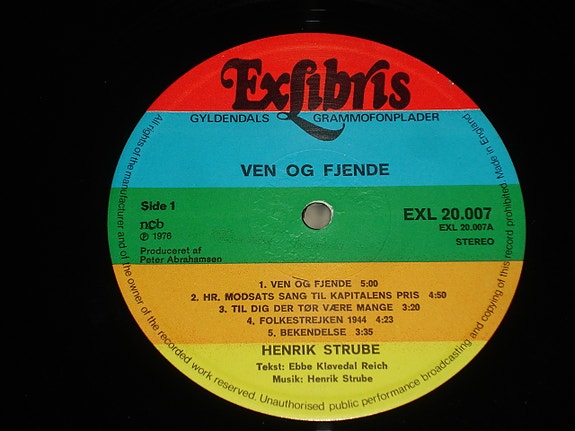 ExLibris
GYLDENDALS GRAMMOFONPLADER
VEN OG FJENDE
Side 1
ncb
℗ 1976
Produceret af
Peter Abrahamsen
EXL 20.007
EXL 20.007A
STEREO
1. VEN OG FJENDE 5:00
2. HR. MODSATS SANG TIL KAPITALENS PRIS 4:50
3. TIL DIG DER TØR VÆRE MANGE 3:20
4. FOLKESTREJKEN 1944 4:23
5. BEKENDELSE 3:35
HENRIK STRUBE
Tekst: Ebbe Kløvedal Reich
Musik: Henrik Strube
All rights of the manufacturer and of the owner of the recorded work reserved. Unauthorised public performance broadcasting and copying of this record prohibited. Made in England